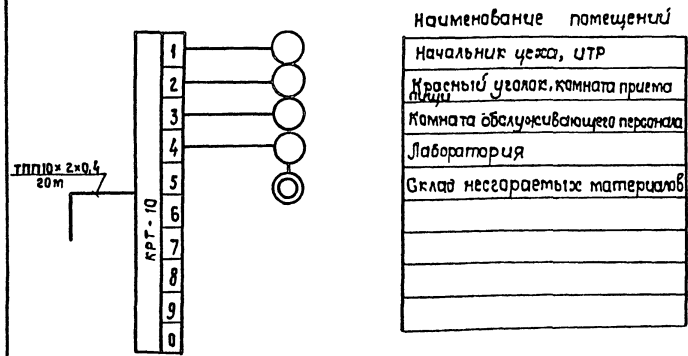 Наименование помещений
Начальник цеха, ИТР
Красный уголок, комната приема
пищи
Комната обслуживающего персонала
Лаборатория
Склад несгораемых материалов
ТПП10×2×0,4
20м
КРТ-10
1
2
3
4
5
6
7
8
9
0